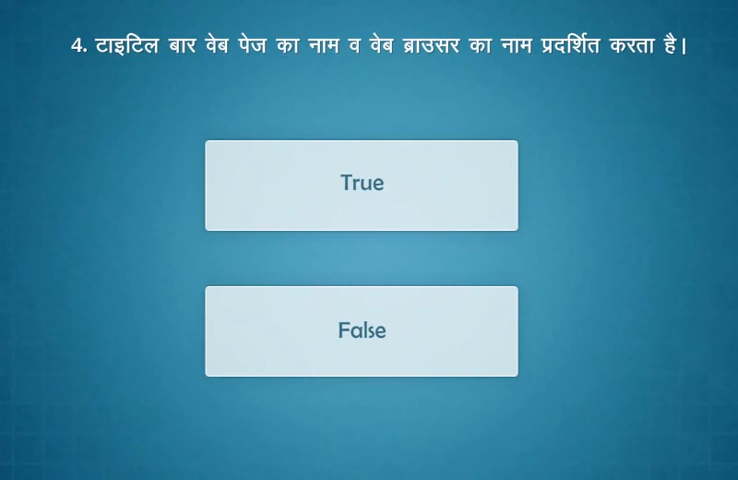 4. टाइटिल बार वेब पेज का नाम व वेब ब्राउसर का नाम प्रदर्शित करता है।
True
False